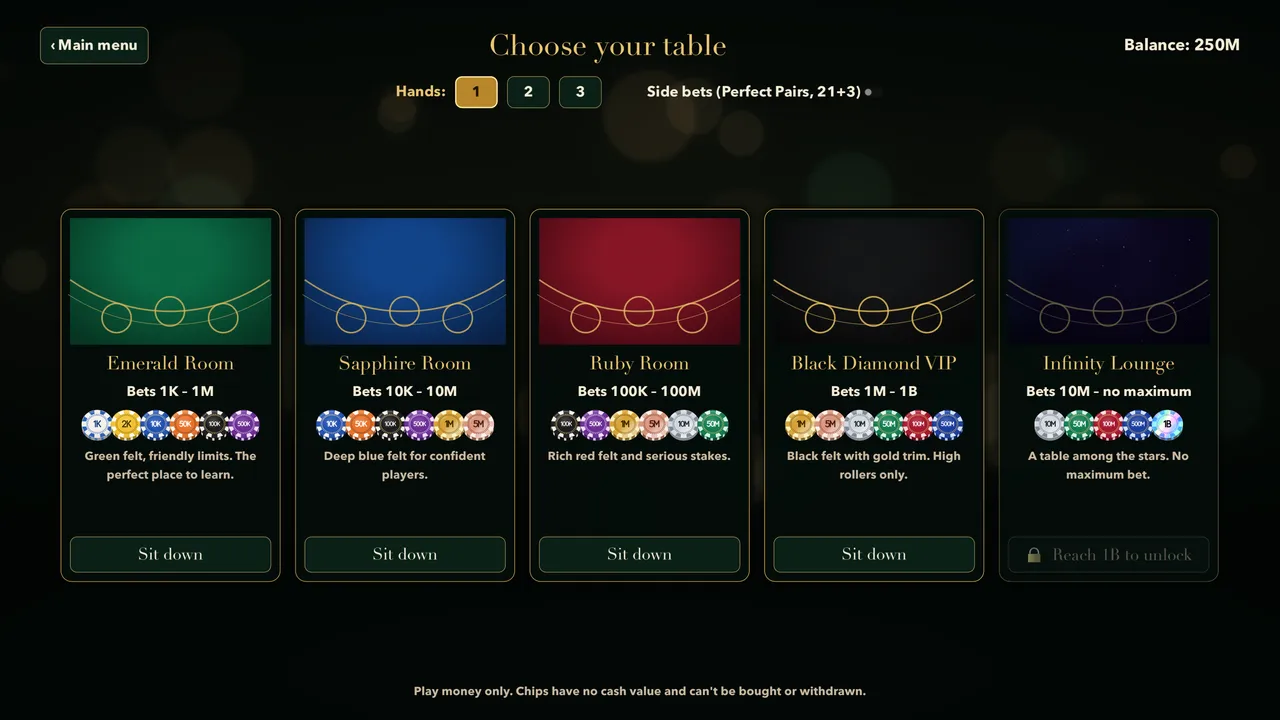 ‹ Main menu
Choose your table
Balance: 250M
Hands: 1 2 3 Side bets (Perfect Pairs, 21+3)
Emerald Room
Bets 1K – 1M
1K 2K 10K 50K 100K 500K
Green felt, friendly limits. The
perfect place to learn.
Sit down
Sapphire Room
Bets 10K – 10M
10K 50K 100K 500K 1M 5M
Deep blue felt for confident
players.
Sit down
Ruby Room
Bets 100K – 100M
100K 500K 1M 5M 10M 50M
Rich red felt and serious stakes.
Sit down
Black Diamond VIP
Bets 1M – 1B
1M 5M 10M 50M 100M 500M
Black felt with gold trim. High
rollers only.
Sit down
Infinity Lounge
Bets 10M – no maximum
10M 50M 100M 500M 1B
A table among the stars. No
maximum bet.
Reach 1B to unlock
Play money only. Chips have no cash value and can't be bought or withdrawn.